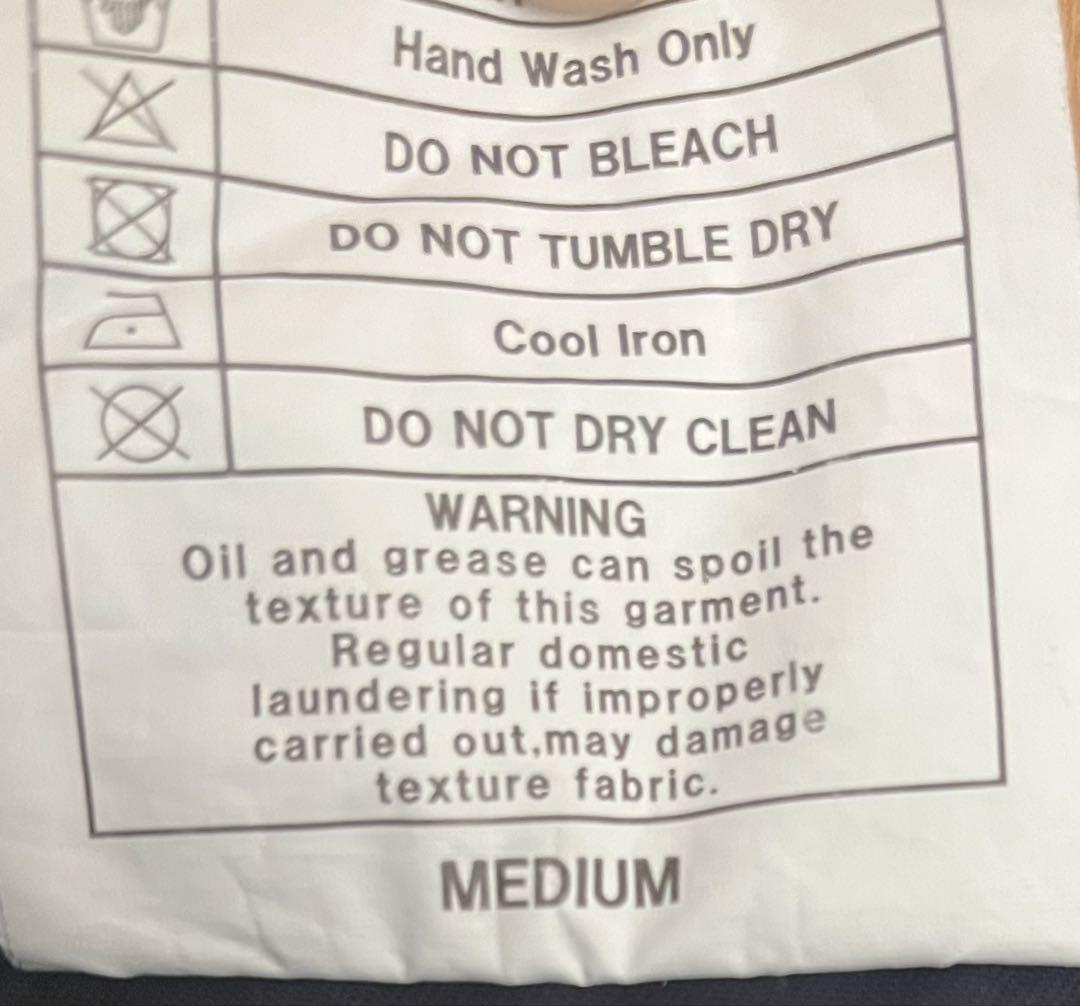 Hand Wash Only
DO NOT BLEACH
DO NOT TUMBLE DRY
Cool Iron
DO NOT DRY CLEAN
WARNING
Oil and grease can spoil the
texture of this garment.
Regular domestic
laundering if improperly
carried out,may damage
texture fabric.
MEDIUM